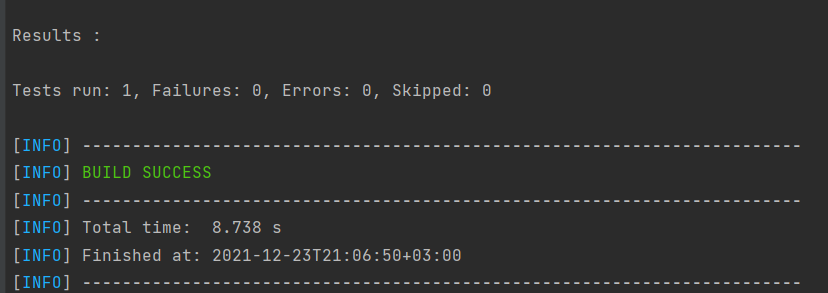 Results :
Tests run: 1, Failures: 0, Errors: 0, Skipped: 0
[INFO] ------------------------------------------------------------------------
[INFO] BUILD SUCCESS
[INFO] ------------------------------------------------------------------------
[INFO] Total time:  8.738 s
[INFO] Finished at: 2021-12-23T21:06:50+03:00
[INFO] ------------------------------------------------------------------------